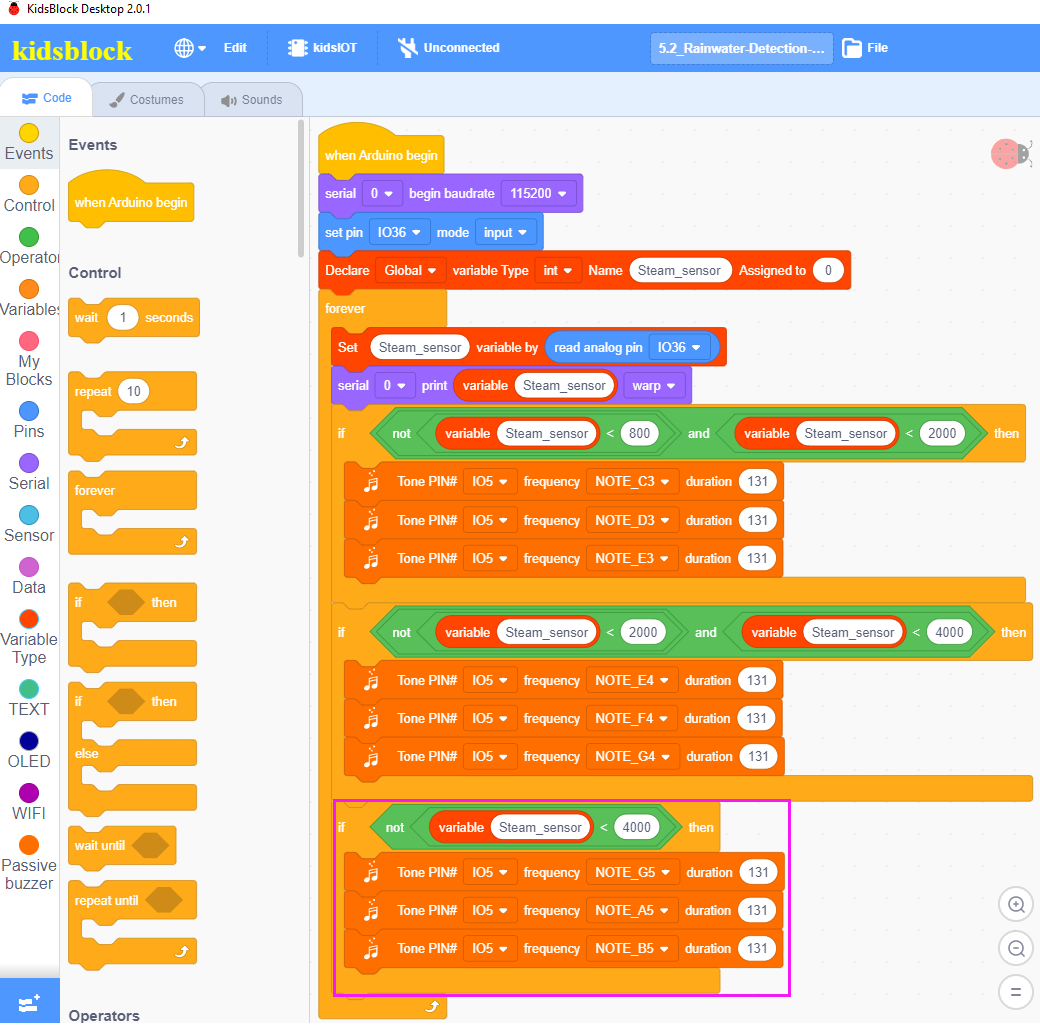 KidsBlock Desktop 2.0.1
kidsblock Edit kidsIOT Unconnected 5.2_Rainwater-Detection-... File
Code Costumes Sounds
Events
Control
Operator
Variables
My
Blocks
Pins
Serial
Sensor
Data
Variable
Type
TEXT
OLED
WIFI
Passive
buzzer
Events
when Arduino begin
Control
wait 1 seconds
repeat 10
forever
if then
if then
else
wait until
repeat until
Operators
when Arduino begin
serial 0 begin baudrate 115200
set pin IO36 mode input
Declare Global variable Type int Name Steam_sensor Assigned to 0
forever
Set Steam_sensor variable by read analog pin IO36
serial 0 print variable Steam_sensor warp
if not variable Steam_sensor < 800 and variable Steam_sensor < 2000 then
Tone PIN# IO5 frequency NOTE_C3 duration 131
Tone PIN# IO5 frequency NOTE_D3 duration 131
Tone PIN# IO5 frequency NOTE_E3 duration 131
if not variable Steam_sensor < 2000 and variable Steam_sensor < 4000 then
Tone PIN# IO5 frequency NOTE_E4 duration 131
Tone PIN# IO5 frequency NOTE_F4 duration 131
Tone PIN# IO5 frequency NOTE_G4 duration 131
if not variable Steam_sensor < 4000 then
Tone PIN# IO5 frequency NOTE_G5 duration 131
Tone PIN# IO5 frequency NOTE_A5 duration 131
Tone PIN# IO5 frequency NOTE_B5 duration 131